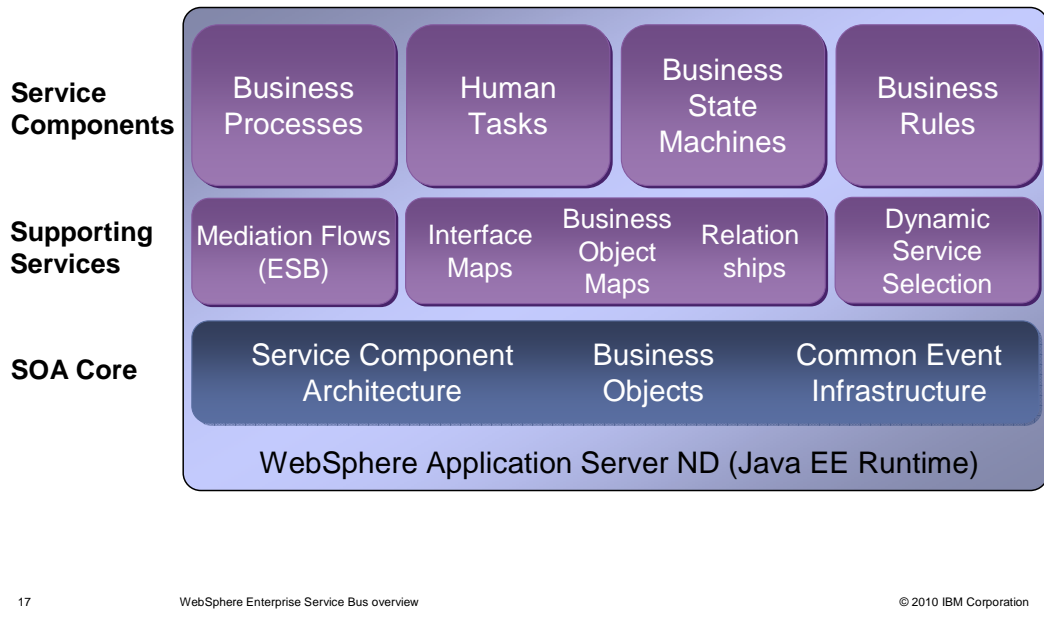 Service
Components
Business
Processes
Human
Tasks
Business
State
Machines
Business
Rules
Supporting
Services
Mediation Flows
(ESB)
Interface
Maps
Business
Object
Maps
Relation
ships
Dynamic
Service
Selection
SOA Core
Service Component
Architecture
Business
Objects
Common Event
Infrastructure
WebSphere Application Server ND (Java EE Runtime)
17
WebSphere Enterprise Service Bus overview
© 2010 IBM Corporation